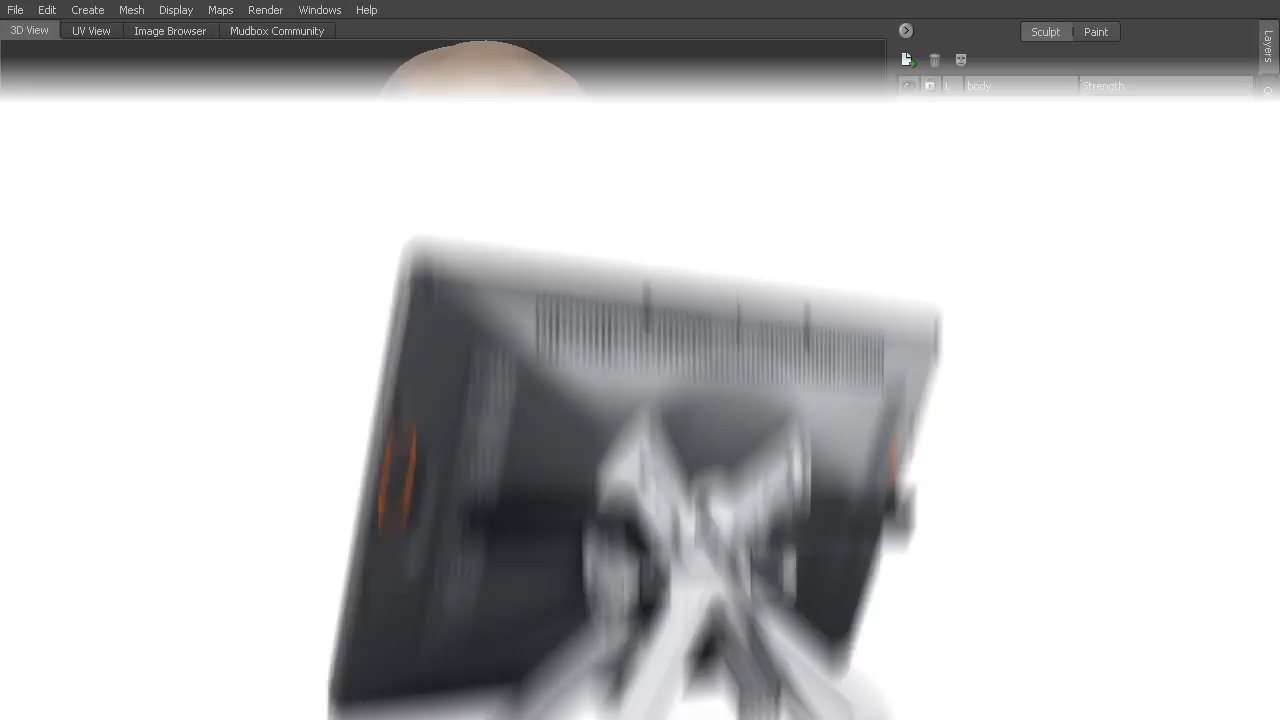 File Edit Create Mesh Display Maps Render Windows Help
3D View UV View Image Browser Mudbox Community Sculpt Paint Layers
L body Strength